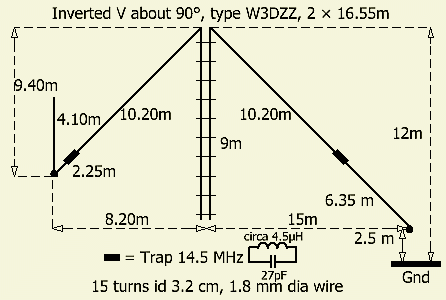 Inverted V about 90°, type W3DZZ, 2 × 16.55m
9.40m
4.10m
10.20m
10.20m
9m
12m
2.25m
6.35 m
8.20m
15m
2.5 m
circa 4.5µH
= Trap 14.5 MHz
27pF
Gnd
15 turns id 3.2 cm, 1.8 mm dia wire